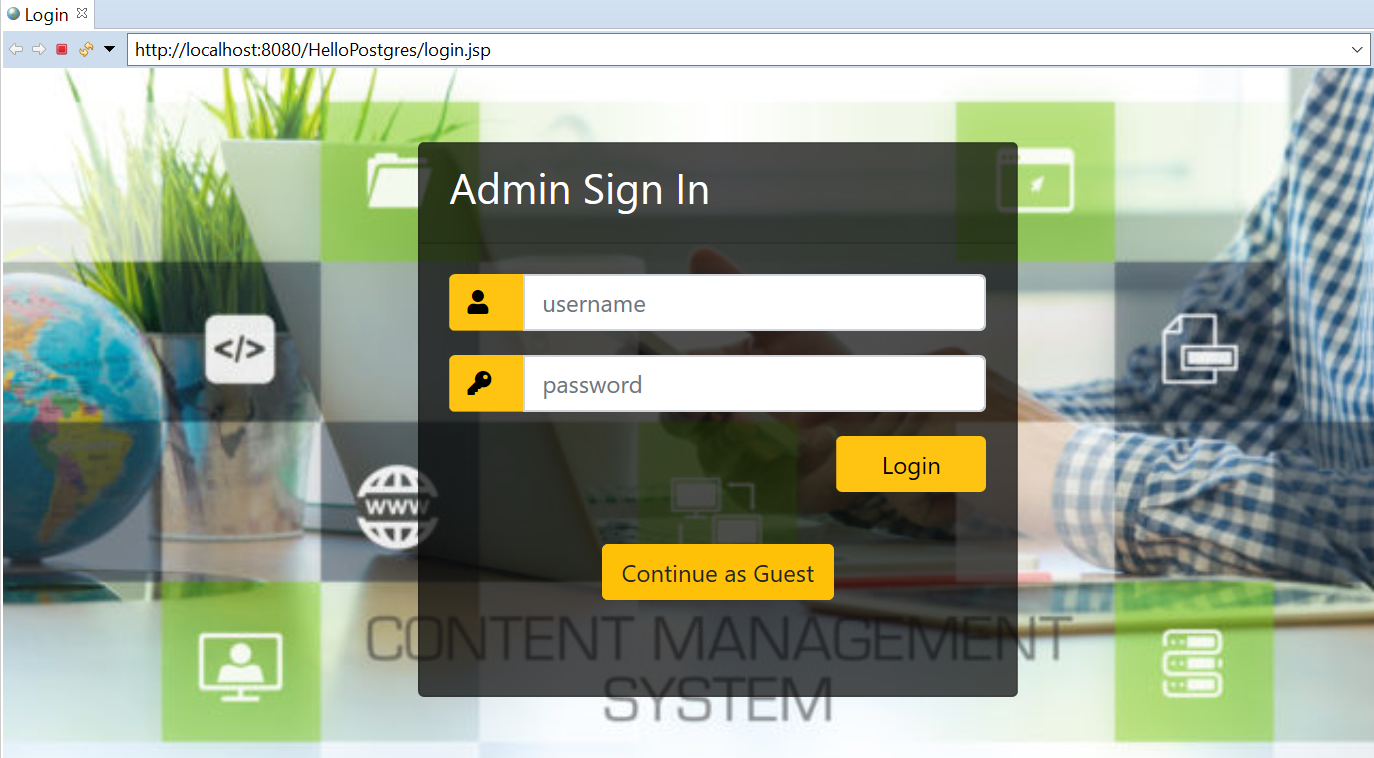 Login
http://localhost:8080/HelloPostgres/login.jsp
Admin Sign In
username
</>
password
Login
WWW
Continue as Guest
CONTENT MANAGEMENT
SYSTEM